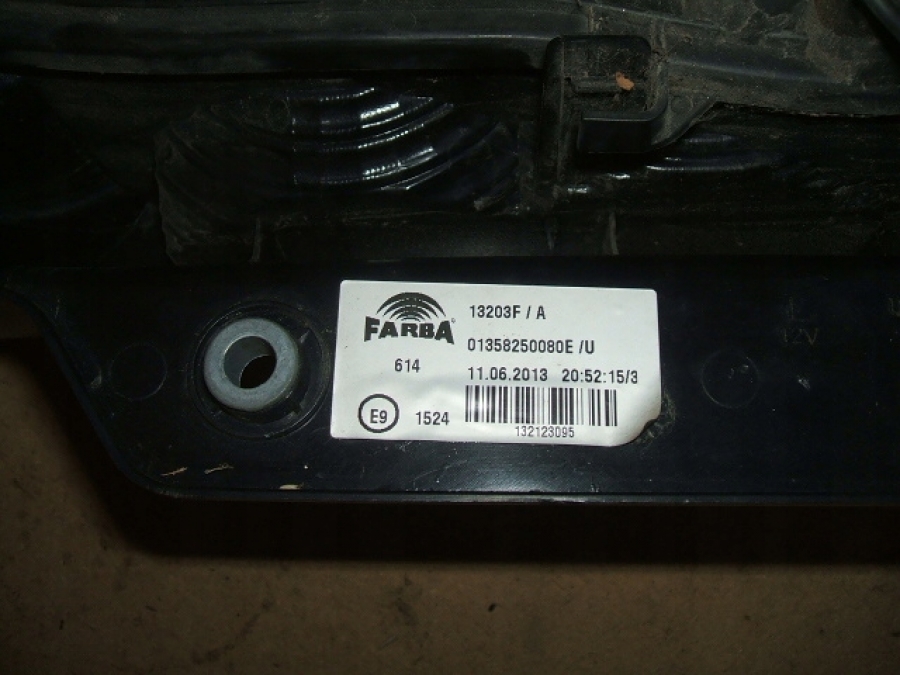 FARBA
13203F / A
01358250080E /U
614
11.06.2013 20:52:15/3
E9
1524
132123095